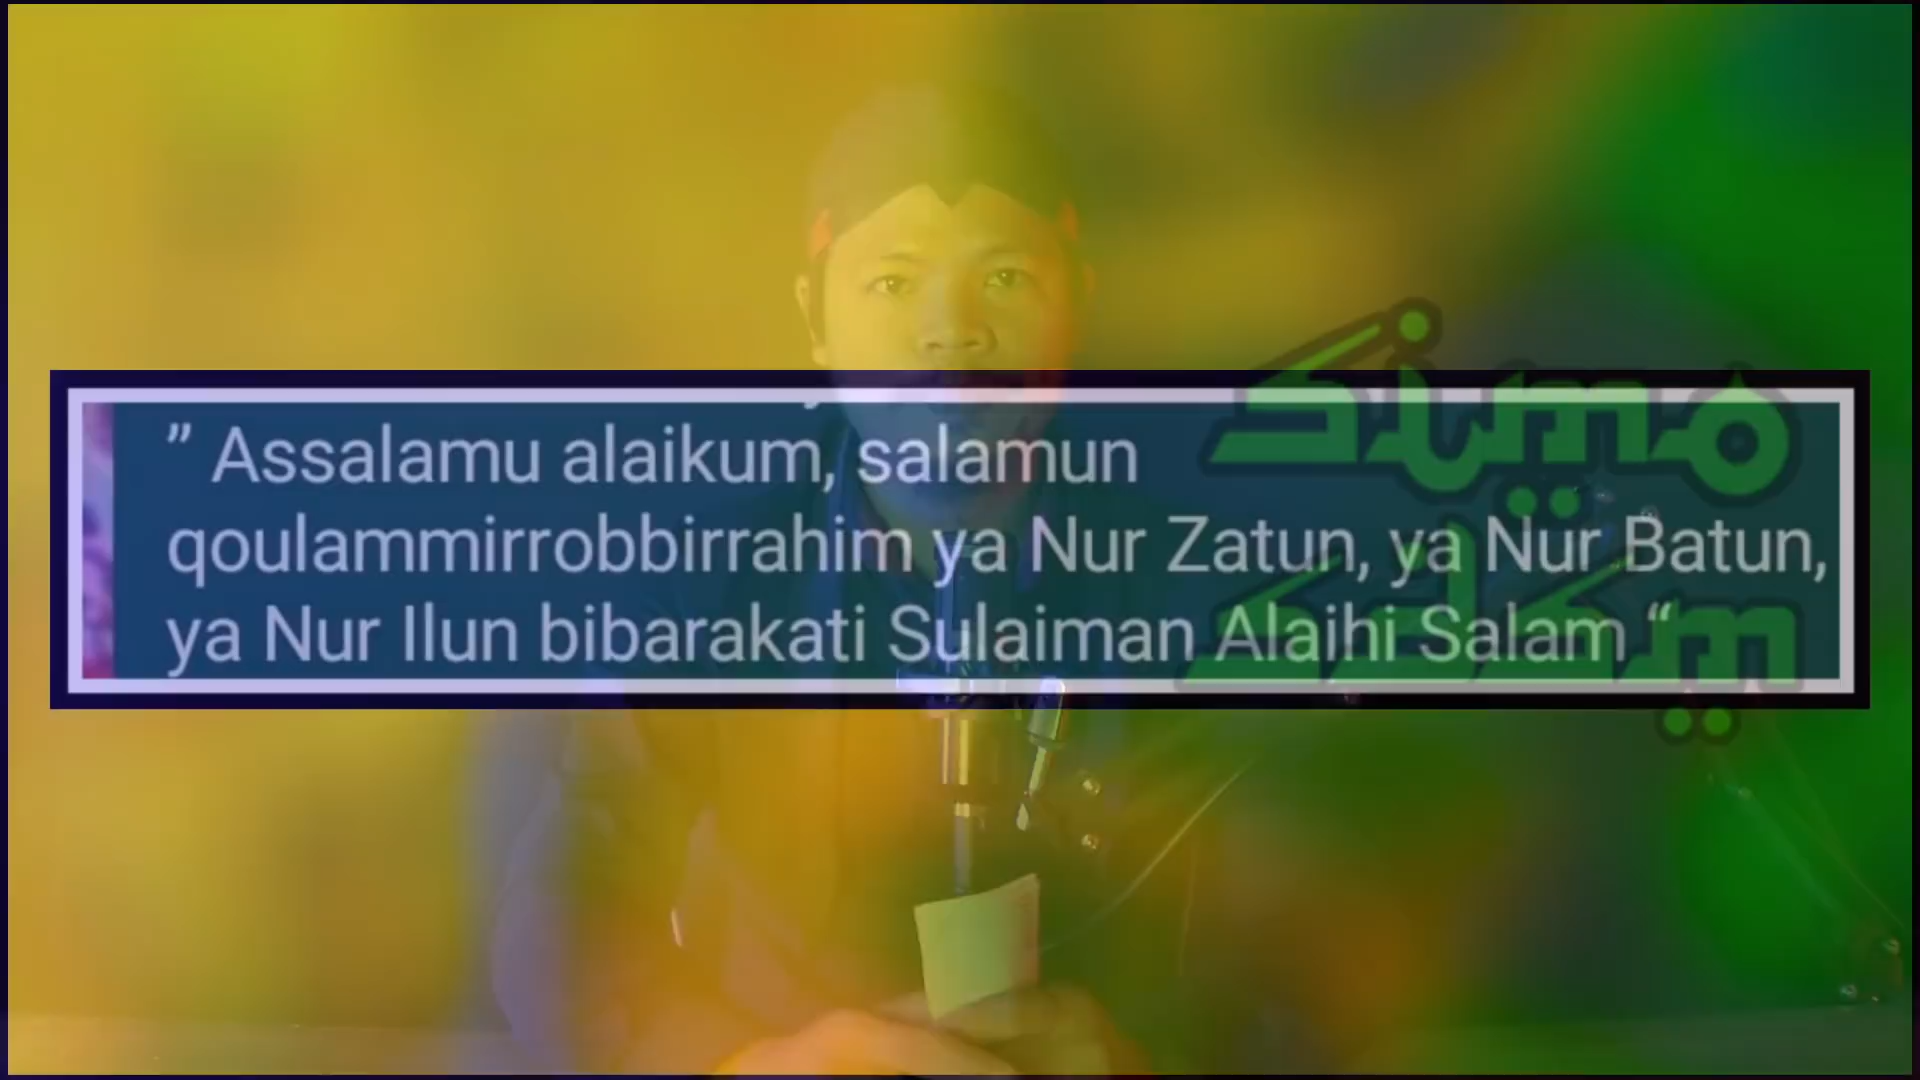 ” Assalamu alaikum, salamun
qoulammirrobbirrahim ya Nur Zatun, ya Nur Batun,
ya Nur Ilun bibarakati Sulaiman Alaihi Salam “